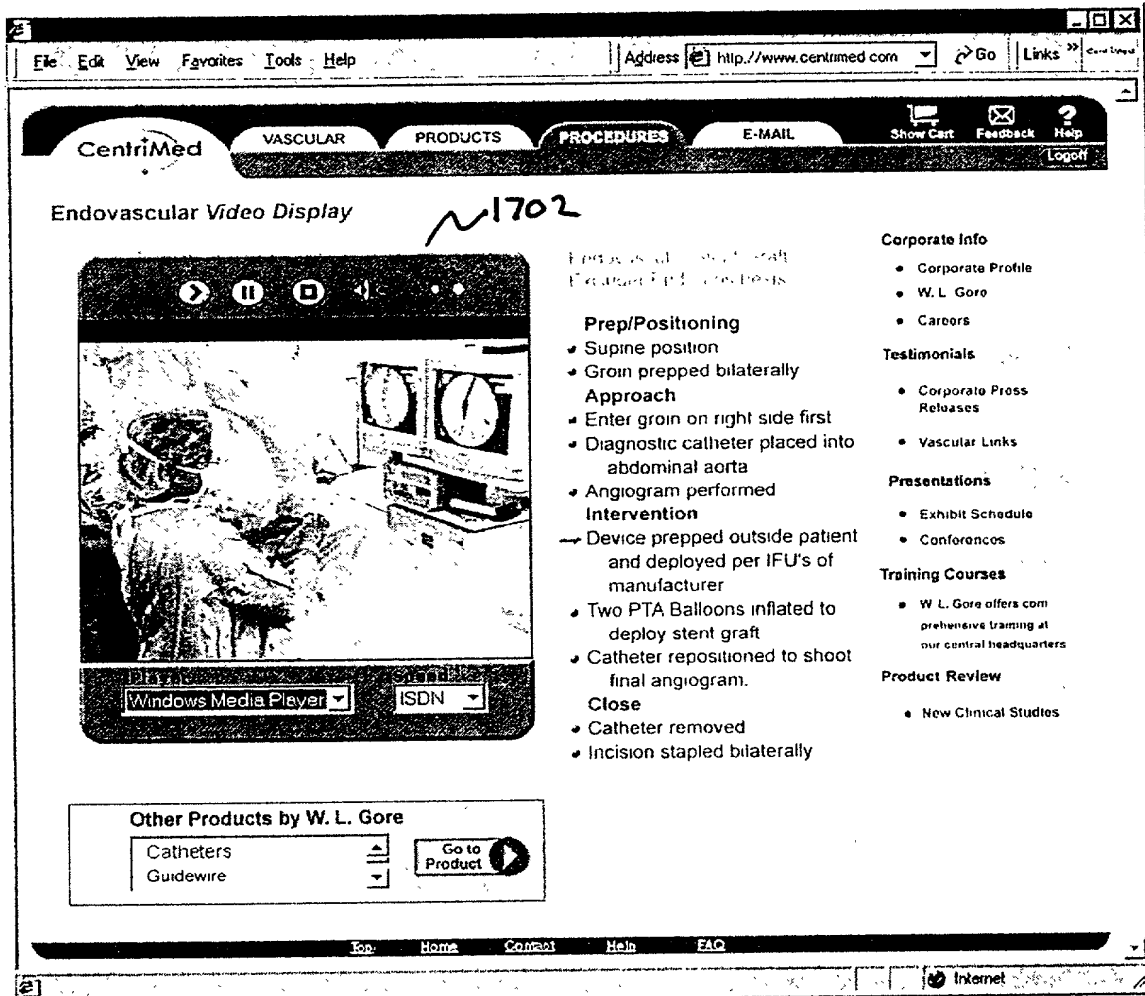 File Edit View Favorites Tools Help
Address http://www.centrimed com Go Links »
CentriMed
VASCULAR PRODUCTS PROCEDURES E-MAIL
Show Cart Feedback Help
Logoff
Endovascular Video Display
1702
Prep/Positioning
Supine position
Groin prepped bilaterally
Approach
Enter groin on right side first
Diagnostic catheter placed into
abdominal aorta
Angiogram performed
Intervention
Device prepped outside patient
and deployed per IFU's of
manufacturer
Two PTA Balloons inflated to
deploy stent graft
Catheter repositioned to shoot
final angiogram.
Close
Catheter removed
Incision stapled bilaterally
Corporate Info
Corporate Profile
W. L. Gore
Careers
Testimonials
Corporate Press
Releases
Vascular Links
Presentations
Exhibit Schedule
Conferences
Training Courses
W. L. Gore offers com
prehensive training at
our central headquarters
Product Review
New Clinical Studies
Player Speed
Windows Media Player ISDN
Other Products by W. L. Gore
Catheters
Guidewire
Go to
Product
Top Home Contact Help FAQ
Internet